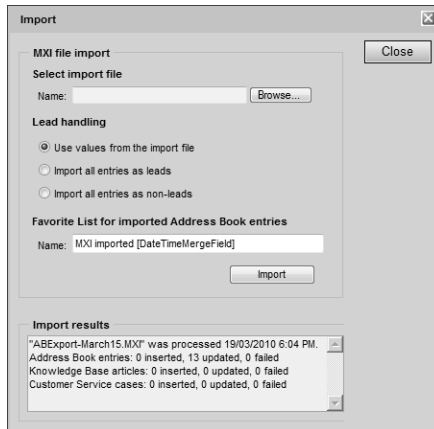 Import
MXI file import
Close
Select import file
Name:
Browse...
Lead handling
Use values from the import file
Import all entries as leads
Import all entries as non-leads
Favorite List for imported Address Book entries
Name: MXI imported [DateTimeMergeField]
Import
Import results
"ABExport-March15.MXI" was processed 19/03/2010 6:04 PM.
Address Book entries: 0 inserted, 13 updated, 0 failed
Knowledge Base articles: 0 inserted, 0 updated, 0 failed
Customer Service cases: 0 inserted, 0 updated, 0 failed